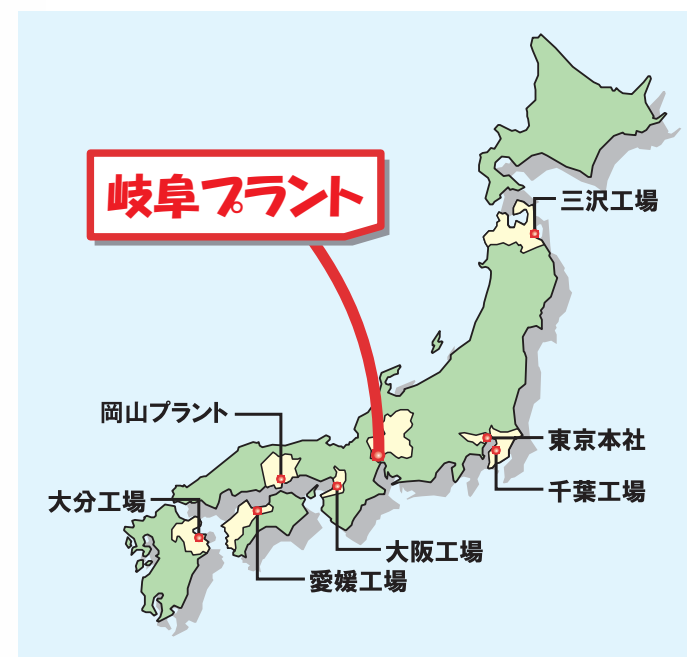 三沢工場
岐阜プラント
岡山プラント
東京本社
千葉工場
大分工場
大阪工場
愛媛工場